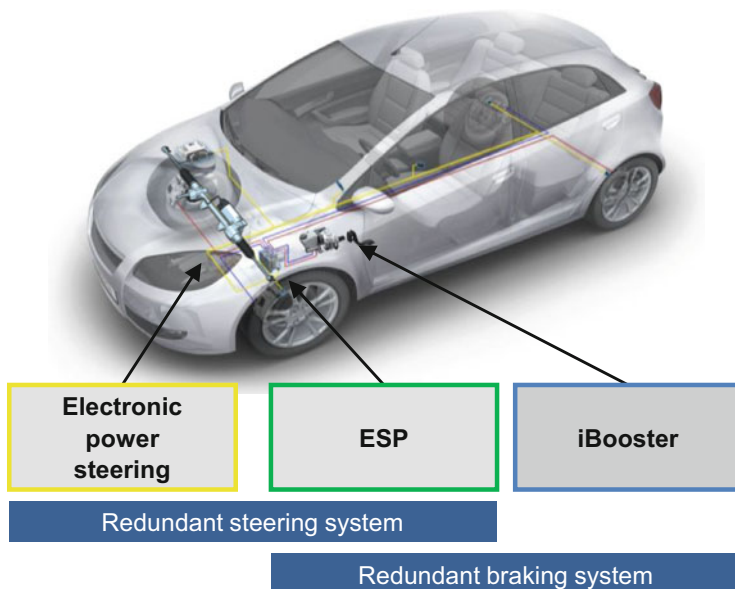 Electronic
power
steering
ESP
iBooster
Redundant steering system
Redundant braking system